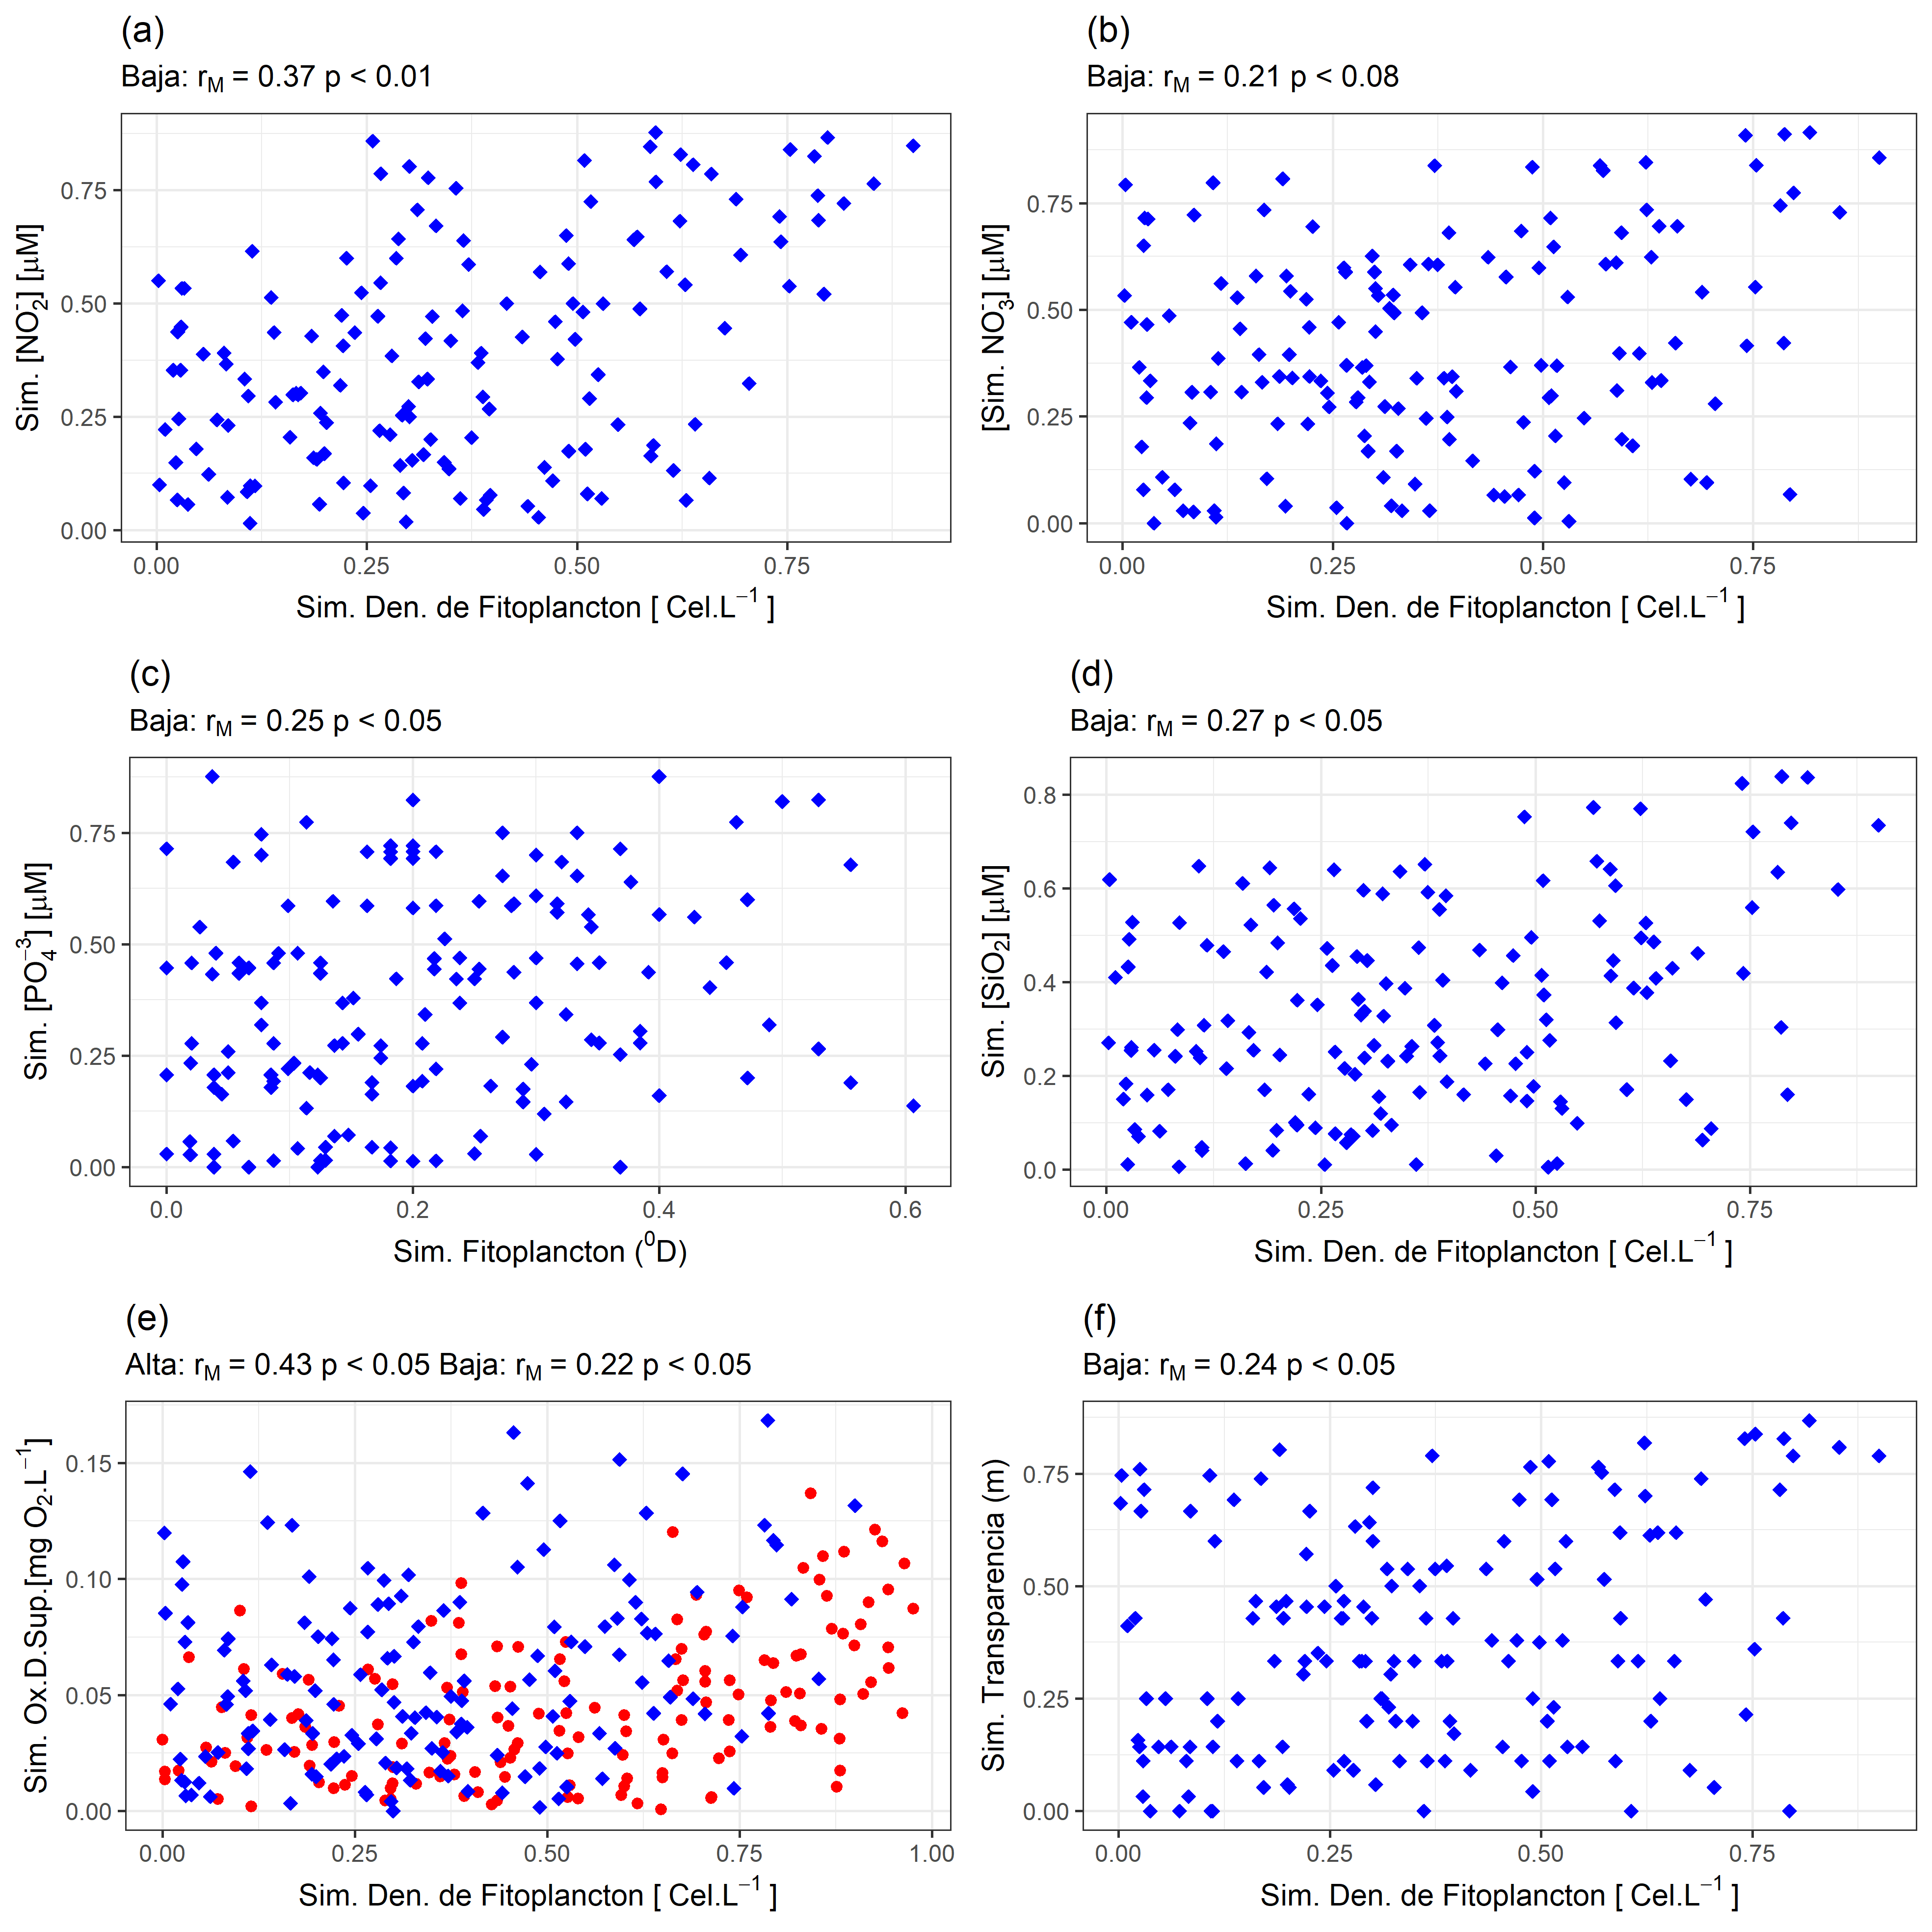 (a)
Baja: rM = 0.37 p < 0.01
Sim. [NO₂⁻] [μM]
0.75
0.50
0.25
0.00
0.00 0.25 0.50 0.75
Sim. Den. de Fitoplancton [ Cel.L⁻¹ ]
(b)
Baja: rM = 0.21 p < 0.08
[Sim. NO₃⁻] [μM]
0.75
0.50
0.25
0.00
0.00 0.25 0.50 0.75
Sim. Den. de Fitoplancton [ Cel.L⁻¹ ]
(c)
Baja: rM = 0.25 p < 0.05
Sim. [PO₄⁻³] [μM]
0.75
0.50
0.25
0.00
0.0 0.2 0.4 0.6
Sim. Fitoplancton (⁰D)
(d)
Baja: rM = 0.27 p < 0.05
Sim. [SiO₂] [μM]
0.8
0.6
0.4
0.2
0.0
0.00 0.25 0.50 0.75
Sim. Den. de Fitoplancton [ Cel.L⁻¹ ]
(e)
Alta: rM = 0.43 p < 0.05 Baja: rM = 0.22 p < 0.05
Sim. Ox.D.Sup.[mg O₂.L⁻¹]
0.15
0.10
0.05
0.00
0.00 0.25 0.50 0.75 1.00
Sim. Den. de Fitoplancton [ Cel.L⁻¹ ]
(f)
Baja: rM = 0.24 p < 0.05
Sim. Transparencia (m)
0.75
0.50
0.25
0.00
0.00 0.25 0.50 0.75
Sim. Den. de Fitoplancton [ Cel.L⁻¹ ]